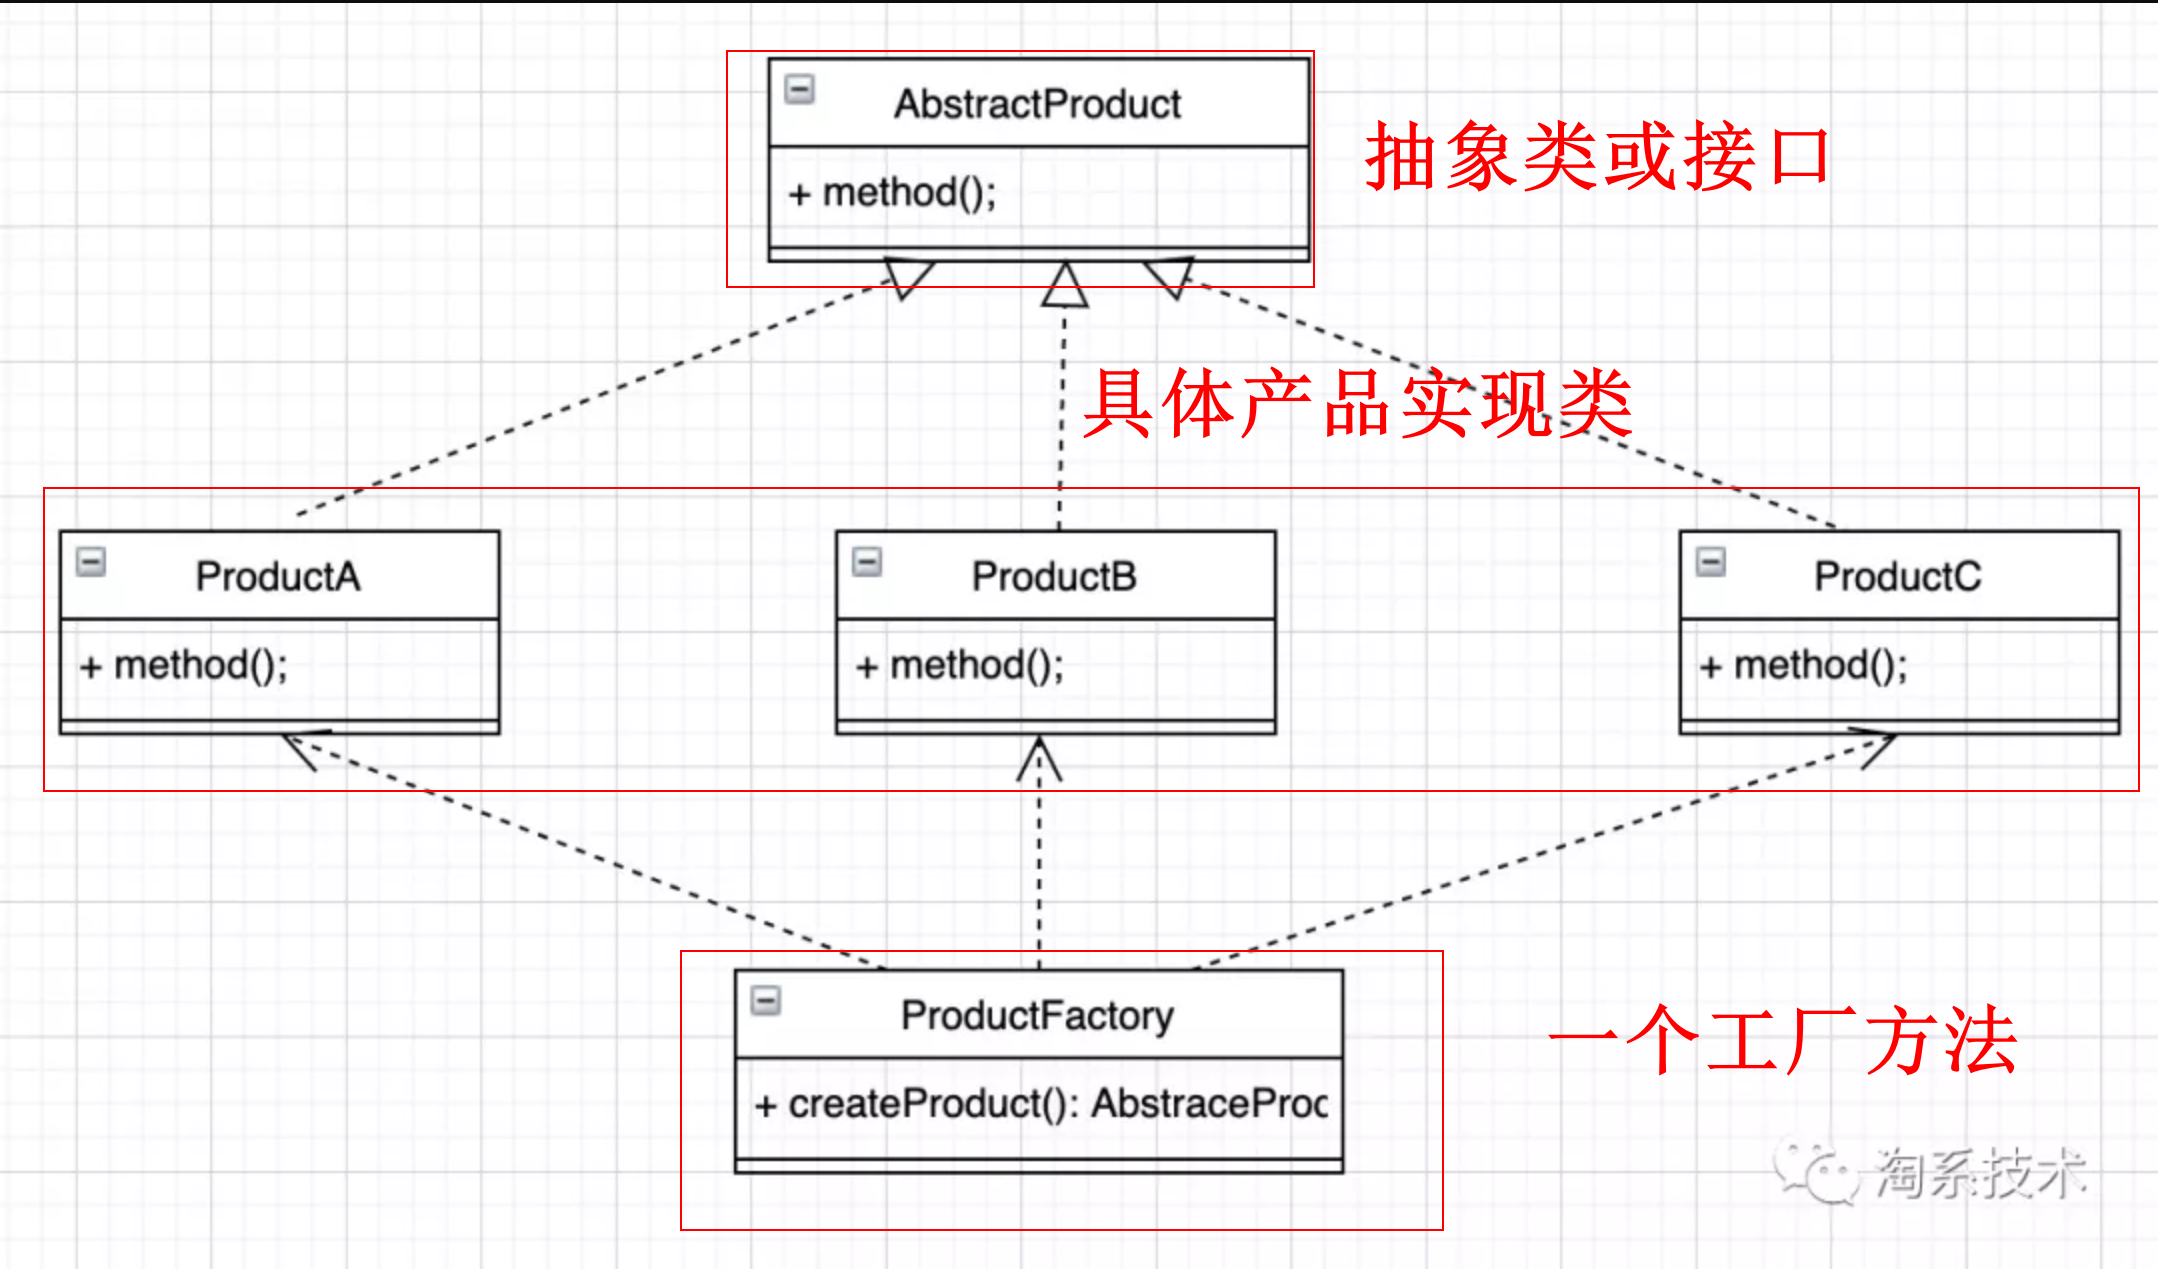 AbstractProduct
抽象类或接口
+ method();
具体产品实现类
ProductA
ProductB
ProductC
+ method();
+ method();
+ method();
ProductFactory
一个工厂方法
+ createProduct(): AbstraceProc
淘系技术